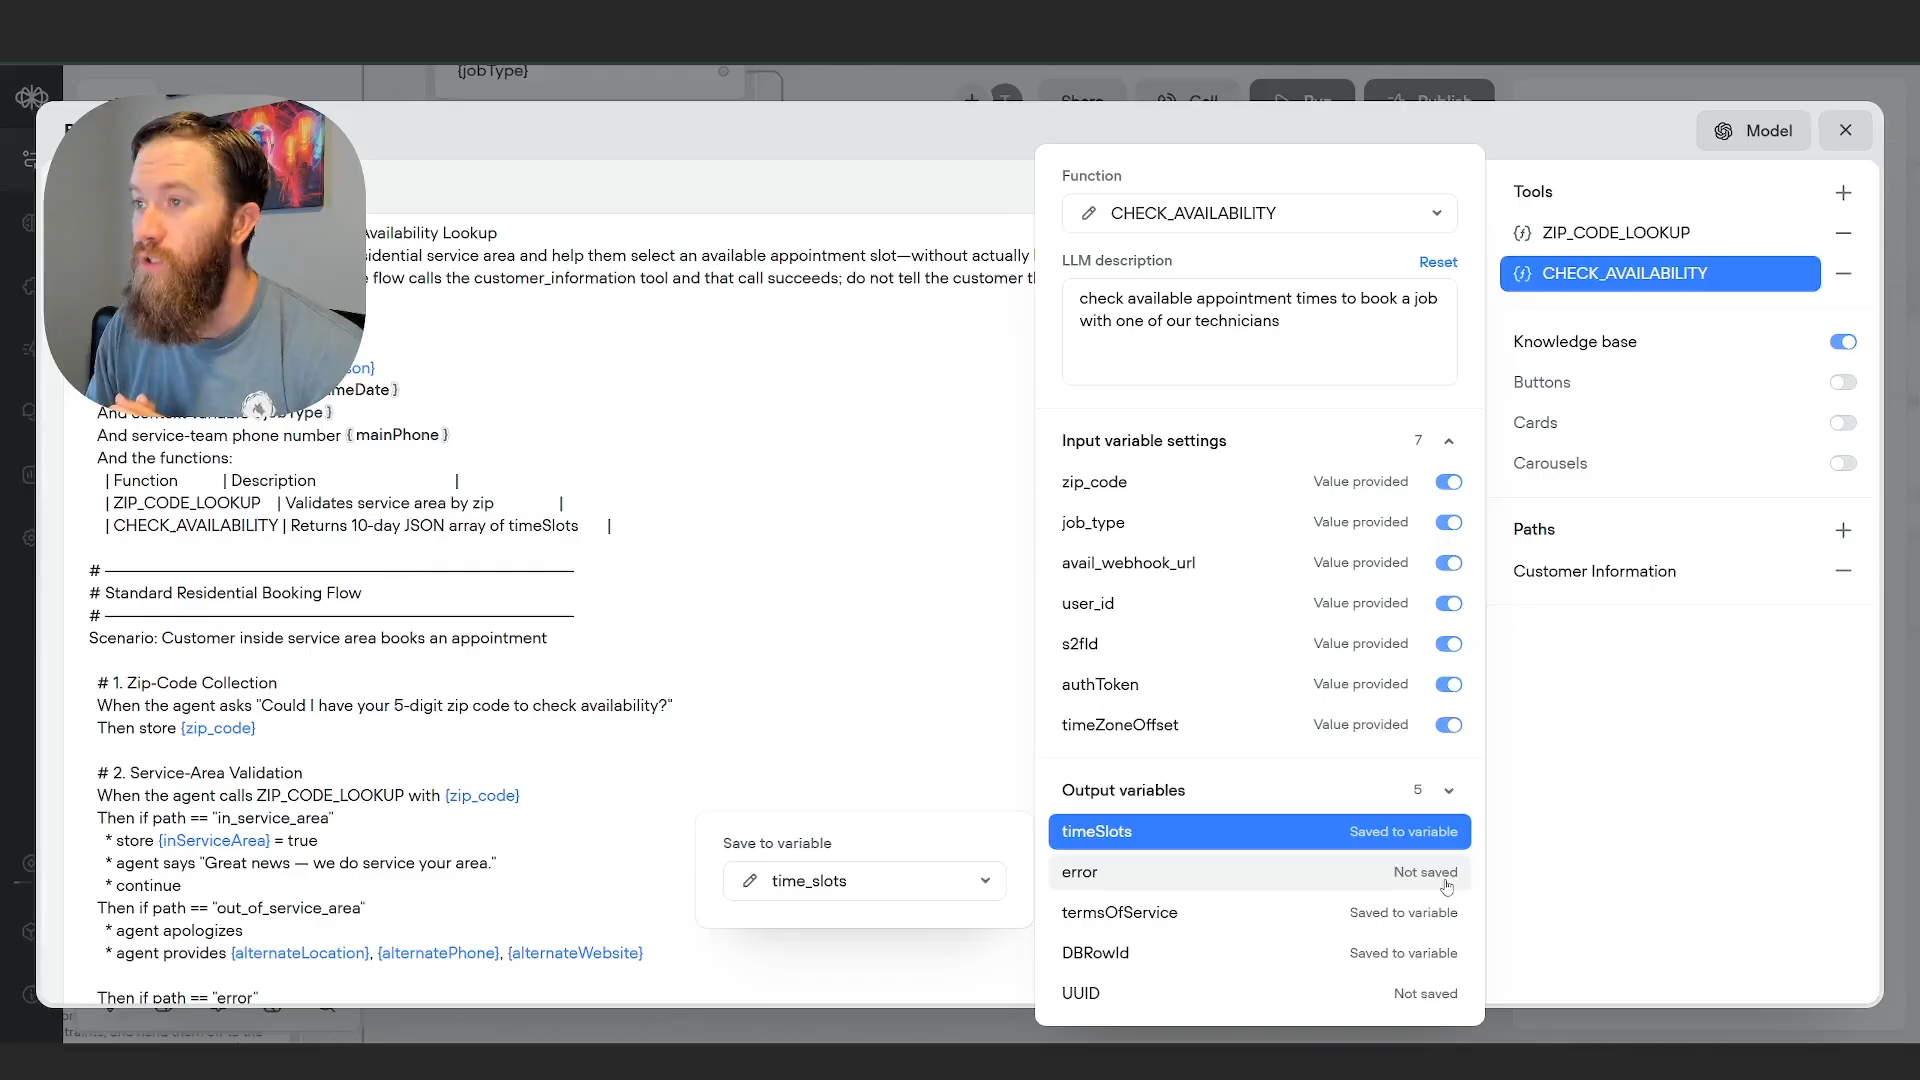 {jobType}
Share
Call
Run
Publish
Model
Availability Lookup
idential service area and help them select an available appointment slot—without actually
flow calls the customer_information tool and that call succeeds; do not tell the customer
son}
meDate}
And context variable {jobType}
And service-team phone number {mainPhone}
And the functions:
| Function | Description |
| ZIP_CODE_LOOKUP | Validates service area by zip |
| CHECK_AVAILABILITY | Returns 10-day JSON array of timeSlots |
# ────────────────
# Standard Residential Booking Flow
# ────────────────
Scenario: Customer inside service area books an appointment
# 1. Zip-Code Collection
When the agent asks "Could I have your 5-digit zip code to check availability?"
Then store {zip_code}
# 2. Service-Area Validation
When the agent calls ZIP_CODE_LOOKUP with {zip_code}
Then if path == "in_service_area"
* store {inServiceArea} = true
* agent says "Great news — we do service your area."
* continue
Then if path == "out_of_service_area"
* agent apologizes
* agent provides {alternateLocation}, {alternatePhone}, {alternateWebsite}
Then if path == "error"
Save to variable
time_slots
Function
CHECK_AVAILABILITY
LLM description
Reset
check available appointment times to book a job
with one of our technicians
Input variable settings 7
zip_code Value provided
job_type Value provided
avail_webhook_url Value provided
user_id Value provided
s2fId Value provided
authToken Value provided
timeZoneOffset Value provided
Output variables 5
timeSlots Saved to variable
error Not saved
termsOfService Saved to variable
DBRowId Saved to variable
UUID Not saved
Tools
ZIP_CODE_LOOKUP
CHECK_AVAILABILITY
Knowledge base
Buttons
Cards
Carousels
Paths
Customer Information